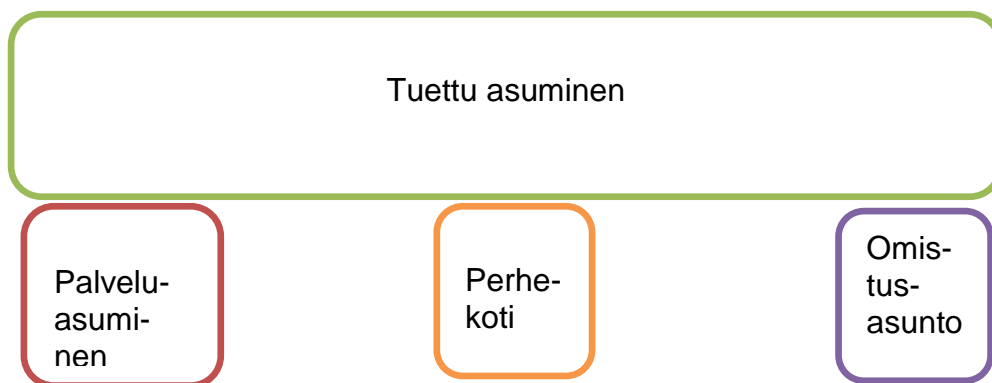 Tuettu asuminen
Palvelu-
asumi-
nen
Perhe-
koti
Omis-
tus-
asunto